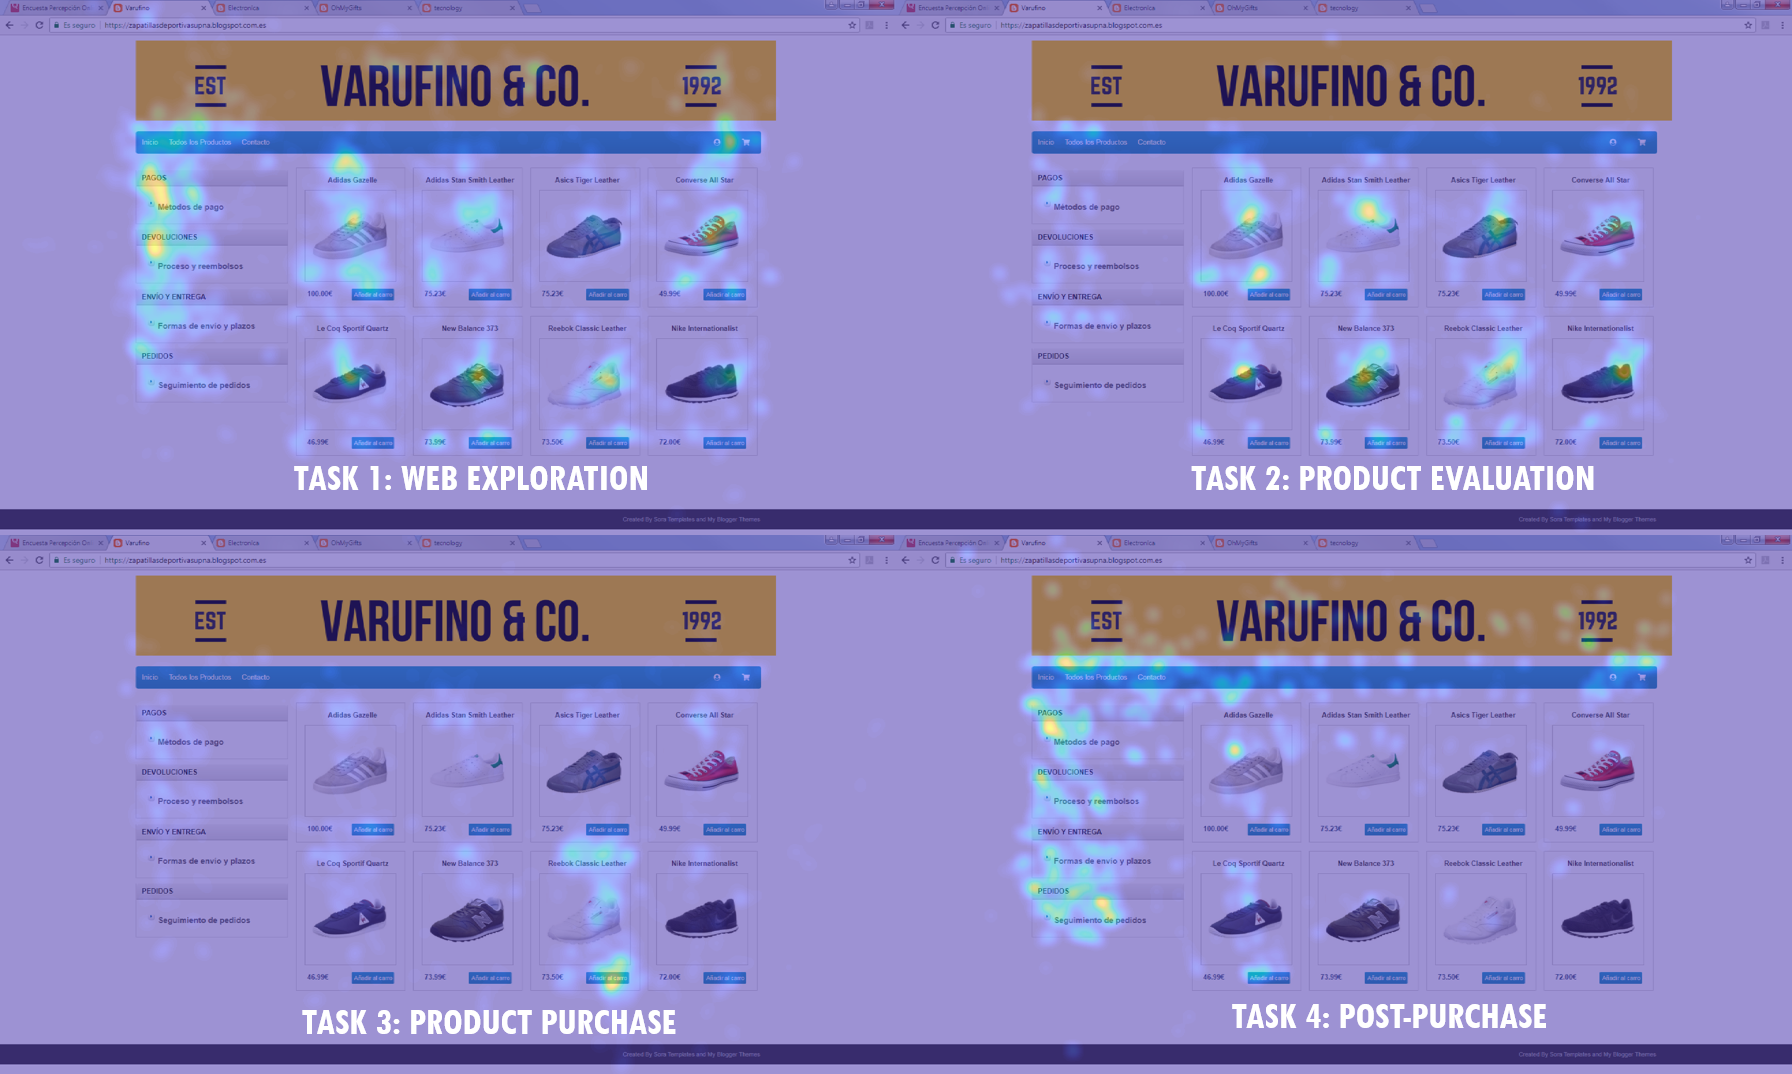 Encuesta Percepción Onl
Varufino
Electronica
OhMyGifts
tecnology
Es seguro
https://zapatillasdeportivasupna.blogspot.com.es
EST
VARUFINO & CO.
1992
Inicio
Todos los Productos
Contacto
PAGOS
Métodos de pago
DEVOLUCIONES
Proceso y reembolsos
ENVÍO Y ENTREGA
Formas de envío y plazos
PEDIDOS
Seguimiento de pedidos
Adidas Gazelle
Adidas Stan Smith Leather
Asics Tiger Leather
Converse All Star
100.00€
Añadir al carro
75.23€
Añadir al carro
75.23€
Añadir al carro
49.99€
Añadir al carro
Le Coq Sportif Quartz
New Balance 373
Reebok Classic Leather
Nike Internationalist
46.99€
Añadir al carro
73.99€
Añadir al carro
73.50€
Añadir al carro
72.00€
Añadir al carro
TASK 1: WEB EXPLORATION
Created By Sora Templates and My Blogger Themes
Encuesta Percepción Onl
Varufino
Electronica
OhMyGifts
tecnology
Es seguro
https://zapatillasdeportivasupna.blogspot.com.es
EST
VARUFINO & CO.
1992
Inicio
Todos los Productos
Contacto
PAGOS
Métodos de pago
DEVOLUCIONES
Proceso y reembolsos
ENVÍO Y ENTREGA
Formas de envío y plazos
PEDIDOS
Seguimiento de pedidos
Adidas Gazelle
Adidas Stan Smith Leather
Asics Tiger Leather
Converse All Star
100.00€
Añadir al carro
75.23€
Añadir al carro
75.23€
Añadir al carro
49.99€
Añadir al carro
Le Coq Sportif Quartz
New Balance 373
Reebok Classic Leather
Nike Internationalist
46.99€
Añadir al carro
73.99€
Añadir al carro
73.50€
Añadir al carro
72.00€
Añadir al carro
TASK 2: PRODUCT EVALUATION
Created By Sora Templates and My Blogger Themes
Encuesta Percepción Onl
Varufino
Electronica
OhMyGifts
tecnology
Es seguro
https://zapatillasdeportivasupna.blogspot.com.es
EST
VARUFINO & CO.
1992
Inicio
Todos los Productos
Contacto
PAGOS
Métodos de pago
DEVOLUCIONES
Proceso y reembolsos
ENVÍO Y ENTREGA
Formas de envío y plazos
PEDIDOS
Seguimiento de pedidos
Adidas Gazelle
Adidas Stan Smith Leather
Asics Tiger Leather
Converse All Star
100.00€
Añadir al carro
75.23€
Añadir al carro
75.23€
Añadir al carro
49.99€
Añadir al carro
Le Coq Sportif Quartz
New Balance 373
Reebok Classic Leather
Nike Internationalist
46.99€
Añadir al carro
73.99€
Añadir al carro
73.50€
Añadir al carro
72.00€
Añadir al carro
TASK 3: PRODUCT PURCHASE
Created By Sora Templates and My Blogger Themes
Encuesta Percepción Onl
Varufino
Electronica
OhMyGifts
tecnology
Es seguro
https://zapatillasdeportivasupna.blogspot.com.es
EST
VARUFINO & CO.
1992
Inicio
Todos los Productos
Contacto
PAGOS
Métodos de pago
DEVOLUCIONES
Proceso y reembolsos
ENVÍO Y ENTREGA
Formas de envío y plazos
PEDIDOS
Seguimiento de pedidos
Adidas Gazelle
Adidas Stan Smith Leather
Asics Tiger Leather
Converse All Star
100.00€
Añadir al carro
75.23€
Añadir al carro
75.23€
Añadir al carro
49.99€
Añadir al carro
Le Coq Sportif Quartz
New Balance 373
Reebok Classic Leather
Nike Internationalist
46.99€
Añadir al carro
73.99€
Añadir al carro
73.50€
Añadir al carro
72.00€
Añadir al carro
TASK 4: POST-PURCHASE
Created By Sora Templates and My Blogger Themes